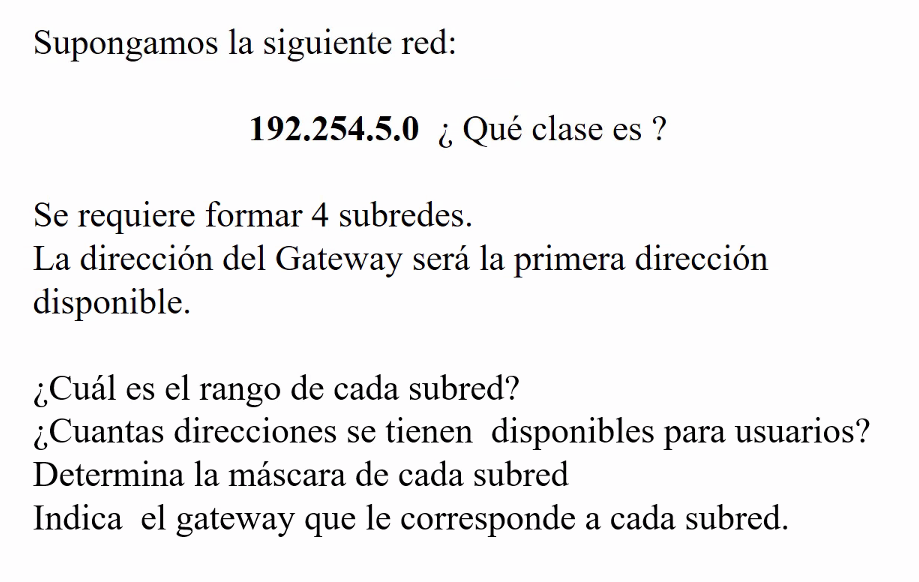 Supongamos la siguiente red:
192.254.5.0 ¿ Qué clase es ?
Se requiere formar 4 subredes.
La dirección del Gateway será la primera dirección
disponible.
¿Cuál es el rango de cada subred?
¿Cuantas direcciones se tienen disponibles para usuarios?
Determina la máscara de cada subred
Indica el gateway que le corresponde a cada subred.